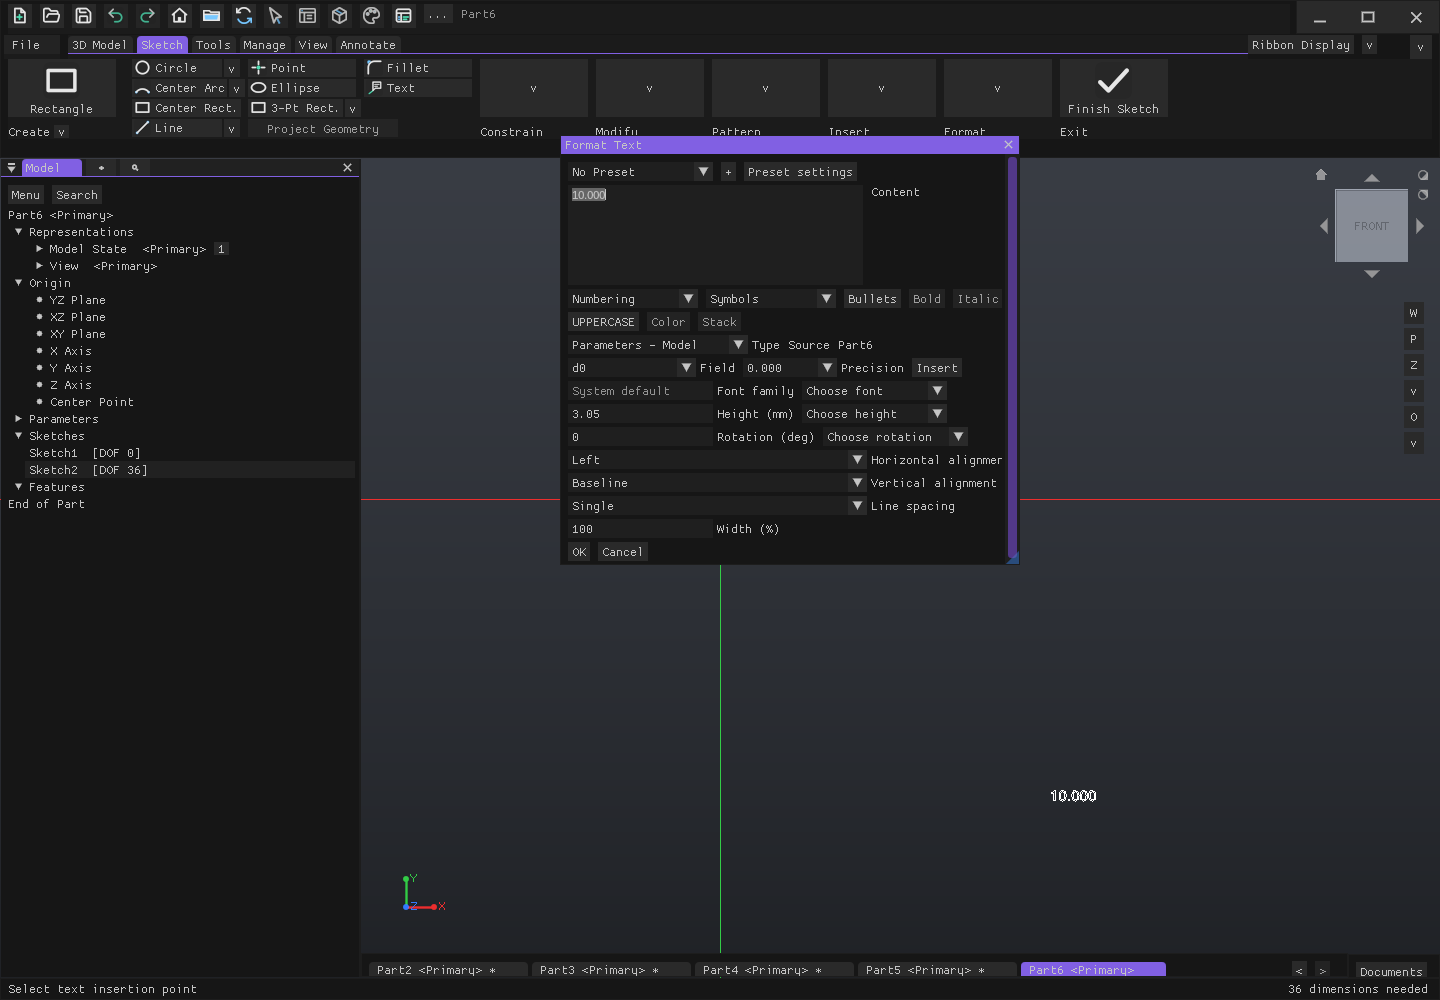 ... Part6
File 3D Model Sketch Tools Manage View Annotate Ribbon Display v v
Circle v Point Fillet
Center Arc v Ellipse Text
Rectangle Center Rect. 3-Pt Rect. v Finish Sketch
Line v Project Geometry
v v v v v
Create v Constrain Modify Pattern Insert Format Exit
Format Text
Model
Menu Search
Part6 <Primary>
Representations
Model State <Primary> 1
View <Primary>
Origin
YZ Plane
XZ Plane
XY Plane
X Axis
Y Axis
Z Axis
Center Point
Parameters
Sketches
Sketch1 [DOF 0]
Sketch2 [DOF 36]
Features
End of Part
No Preset + Preset settings
10.000 Content
Numbering Symbols Bullets Bold Italic
UPPERCASE Color Stack
Parameters - Model Type Source Part6
d0 Field 0.000 Precision Insert
System default Font family Choose font
3.05 Height (mm) Choose height
0 Rotation (deg) Choose rotation
Left Horizontal alignmen
Baseline Vertical alignment
Single Line spacing
100 Width (%)
OK Cancel
FRONT
W
P
Z
v
O
v
10.000
Y
Z X
Part2 <Primary> * Part3 <Primary> * Part4 <Primary> * Part5 <Primary> * Part6 <Primary> < > Documents
Select text insertion point 36 dimensions needed